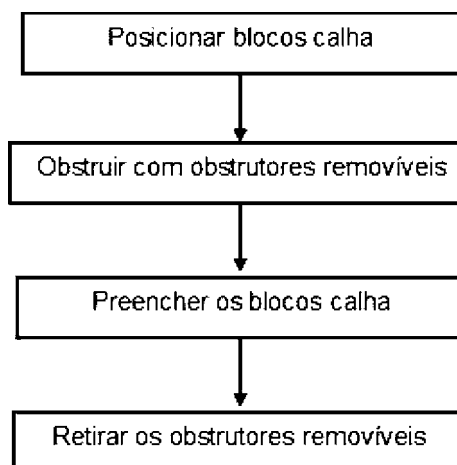 Posicionar blocos calha
Obstruir com obstrutores removíveis
Preencher os blocos calha
Retirar os obstrutores removíveis